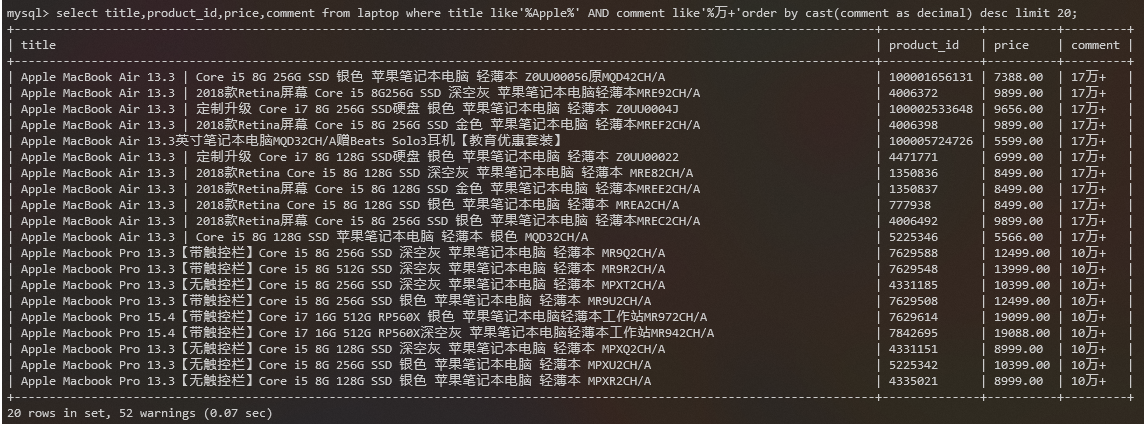 mysql> select title,product_id,price,comment from laptop where title like'%Apple%' AND comment like'%万+'order by cast(comment as decimal) desc limit 20;
| title | product_id | price | comment |
| Apple MacBook Air 13.3 | Core i5 8G 256G SSD 银色 苹果笔记本电脑 轻薄本 Z0UU00056原MQD42CH/A | 100001656131 | 7388.00 | 17万+ |
| Apple MacBook Air 13.3 | 2018款Retina屏幕 Core i5 8G256G SSD 深空灰 苹果笔记本电脑轻薄本MRE92CH/A | 4006372 | 9899.00 | 17万+ |
| Apple MacBook Air 13.3 | 定制升级 Core i7 8G 256G SSD硬盘 银色 苹果笔记本电脑 轻薄本 Z0UU0004J | 100002533648 | 9656.00 | 17万+ |
| Apple MacBook Air 13.3 | 2018款Retina屏幕 Core i5 8G 256G SSD 金色 苹果笔记本电脑 轻薄本MREF2CH/A | 4006398 | 9899.00 | 17万+ |
| Apple MacBook Air 13.3英寸笔记本电脑MQD32CH/A赠Beats Solo3耳机【教育优惠套装】 | 100005724726 | 5599.00 | 17万+ |
| Apple MacBook Air 13.3 | 定制升级 Core i7 8G 128G SSD硬盘 银色 苹果笔记本电脑 轻薄本 Z0UU00022 | 4471771 | 6999.00 | 17万+ |
| Apple MacBook Air 13.3 | 2018款Retina Core i5 8G 128G SSD 深空灰 苹果笔记本电脑 轻薄本 MRE82CH/A | 1350836 | 8499.00 | 17万+ |
| Apple MacBook Air 13.3 | 2018款Retina屏幕 Core i5 8G 128G SSD 金色 苹果笔记本电脑 轻薄本MREE2CH/A | 1350837 | 8499.00 | 17万+ |
| Apple MacBook Air 13.3 | 2018款Retina Core i5 8G 128G SSD 银色 苹果笔记本电脑 轻薄本 MREA2CH/A | 777938 | 8499.00 | 17万+ |
| Apple MacBook Air 13.3 | 2018款Retina屏幕 Core i5 8G 256G SSD 银色 苹果笔记本电脑 轻薄本MREC2CH/A | 4006492 | 9899.00 | 17万+ |
| Apple MacBook Air 13.3 | Core i5 8G 128G SSD 苹果笔记本电脑 轻薄本 银色 MQD32CH/A | 5225346 | 5566.00 | 17万+ |
| Apple Macbook Pro 13.3【带触控栏】Core i5 8G 256G SSD 深空灰 苹果笔记本电脑 轻薄本 MR9Q2CH/A | 7629588 | 12499.00 | 10万+ |
| Apple Macbook Pro 13.3【带触控栏】Core i5 8G 512G SSD 深空灰 苹果笔记本电脑 轻薄本 MR9R2CH/A | 7629548 | 13999.00 | 10万+ |
| Apple Macbook Pro 13.3【无触控栏】Core i5 8G 256G SSD 深空灰 苹果笔记本电脑 轻薄本 MPXT2CH/A | 4331185 | 10399.00 | 10万+ |
| Apple Macbook Pro 13.3【带触控栏】Core i5 8G 256G SSD 银色 苹果笔记本电脑 轻薄本 MR9U2CH/A | 7629508 | 12499.00 | 10万+ |
| Apple Macbook Pro 15.4【带触控栏】Core i7 16G 512G RP560X 银色 苹果笔记本电脑轻薄本工作站MR972CH/A | 7629614 | 19099.00 | 10万+ |
| Apple Macbook Pro 15.4【带触控栏】Core i7 16G 512G RP560X深空灰 苹果笔记本电脑轻薄本工作站MR942CH/A | 7842695 | 19088.00 | 10万+ |
| Apple Macbook Pro 13.3【无触控栏】Core i5 8G 128G SSD 深空灰 苹果笔记本电脑 轻薄本 MPXQ2CH/A | 4331151 | 8999.00 | 10万+ |
| Apple Macbook Pro 13.3【无触控栏】Core i5 8G 256G SSD 银色 苹果笔记本电脑 轻薄本 MPXU2CH/A | 5225342 | 10399.00 | 10万+ |
| Apple Macbook Pro 13.3【无触控栏】Core i5 8G 128G SSD 银色 苹果笔记本电脑 轻薄本 MPXR2CH/A | 4335021 | 8999.00 | 10万+ |
20 rows in set, 52 warnings (0.07 sec)